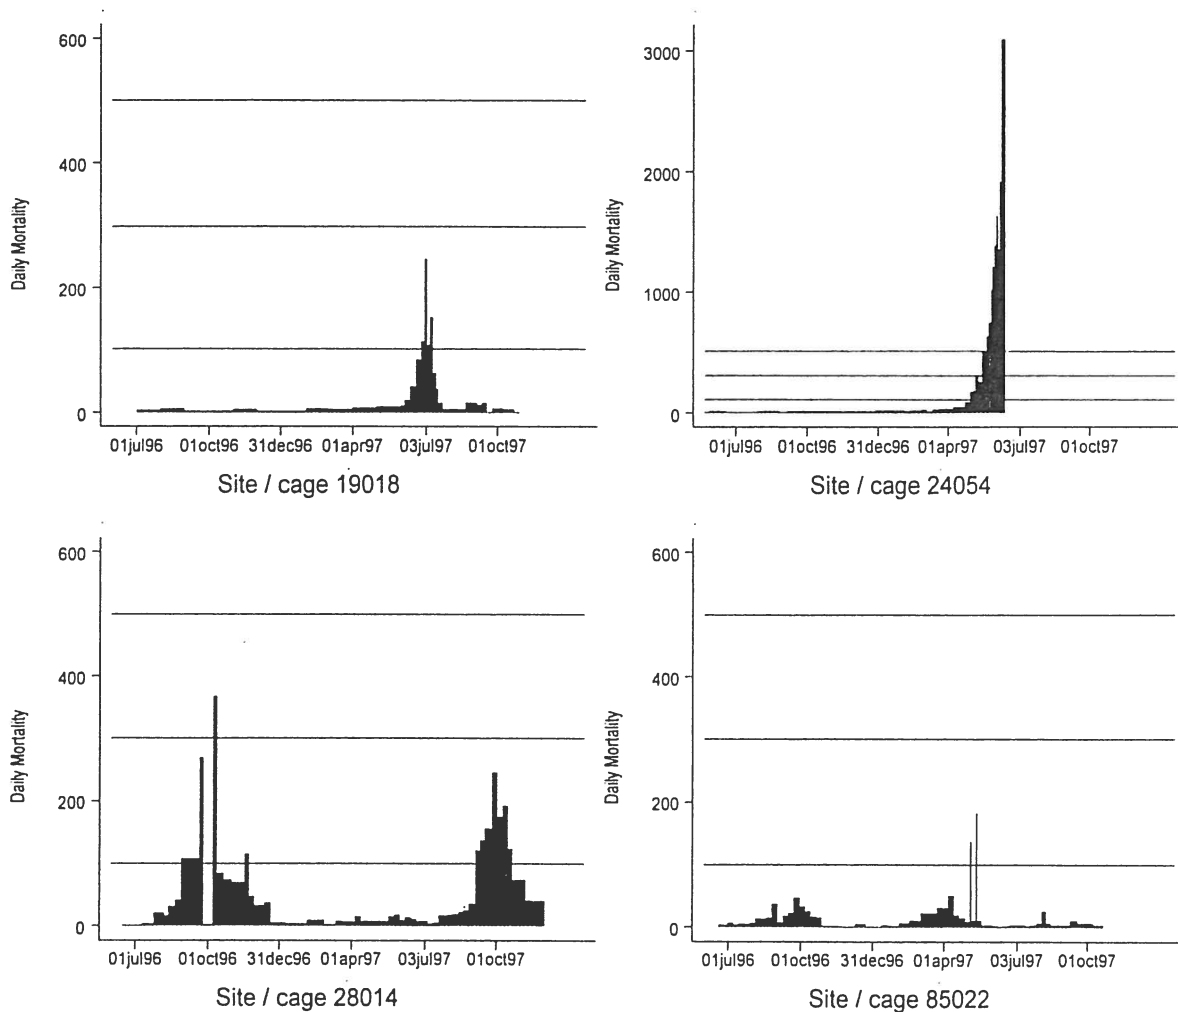 600
400
200
0
Daily Mortality
01jul96 01oct96 31dec96 01apr97 03jul97 01oct97
Site / cage 19018
3000
2000
1000
0
Daily Mortality
01jul96 01oct96 31dec96 01apr97 03jul97 01oct97
Site / cage 24054
600
400
200
0
Daily Mortality
01jul96 01oct96 31dec96 01apr97 03jul97 01oct97
Site / cage 28014
600
400
200
0
Daily Mortality
01jul96 01oct96 31dec96 01apr97 03jul97 01oct97
Site / cage 85022